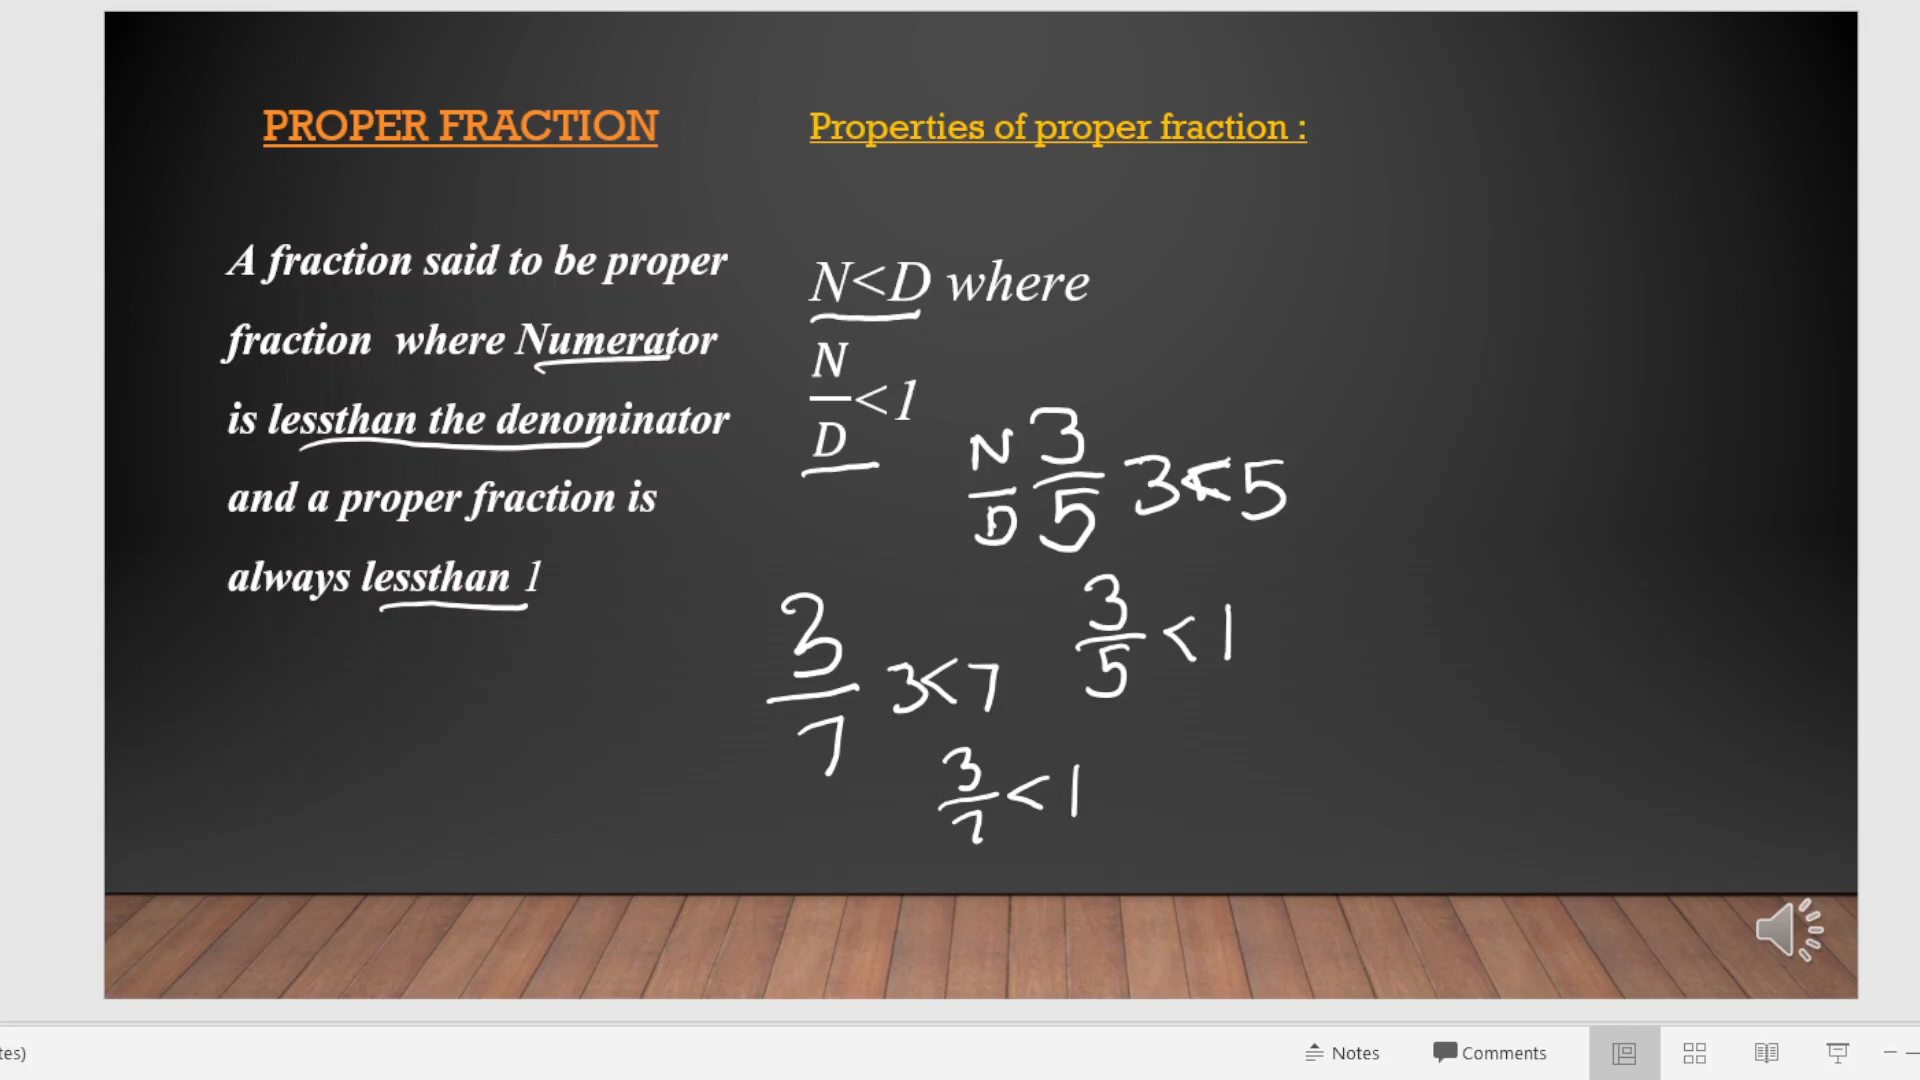 PROPER FRACTION
A fraction said to be proper
fraction where Numerator
is lessthan the denominator
and a proper fraction is
always lessthan 1
Properties of proper fraction :
N<D where
N
D
<1
N
D
3
5
3<5
3
5
<1
3
7
3<7
3
7
<1
tes)
Notes
Comments